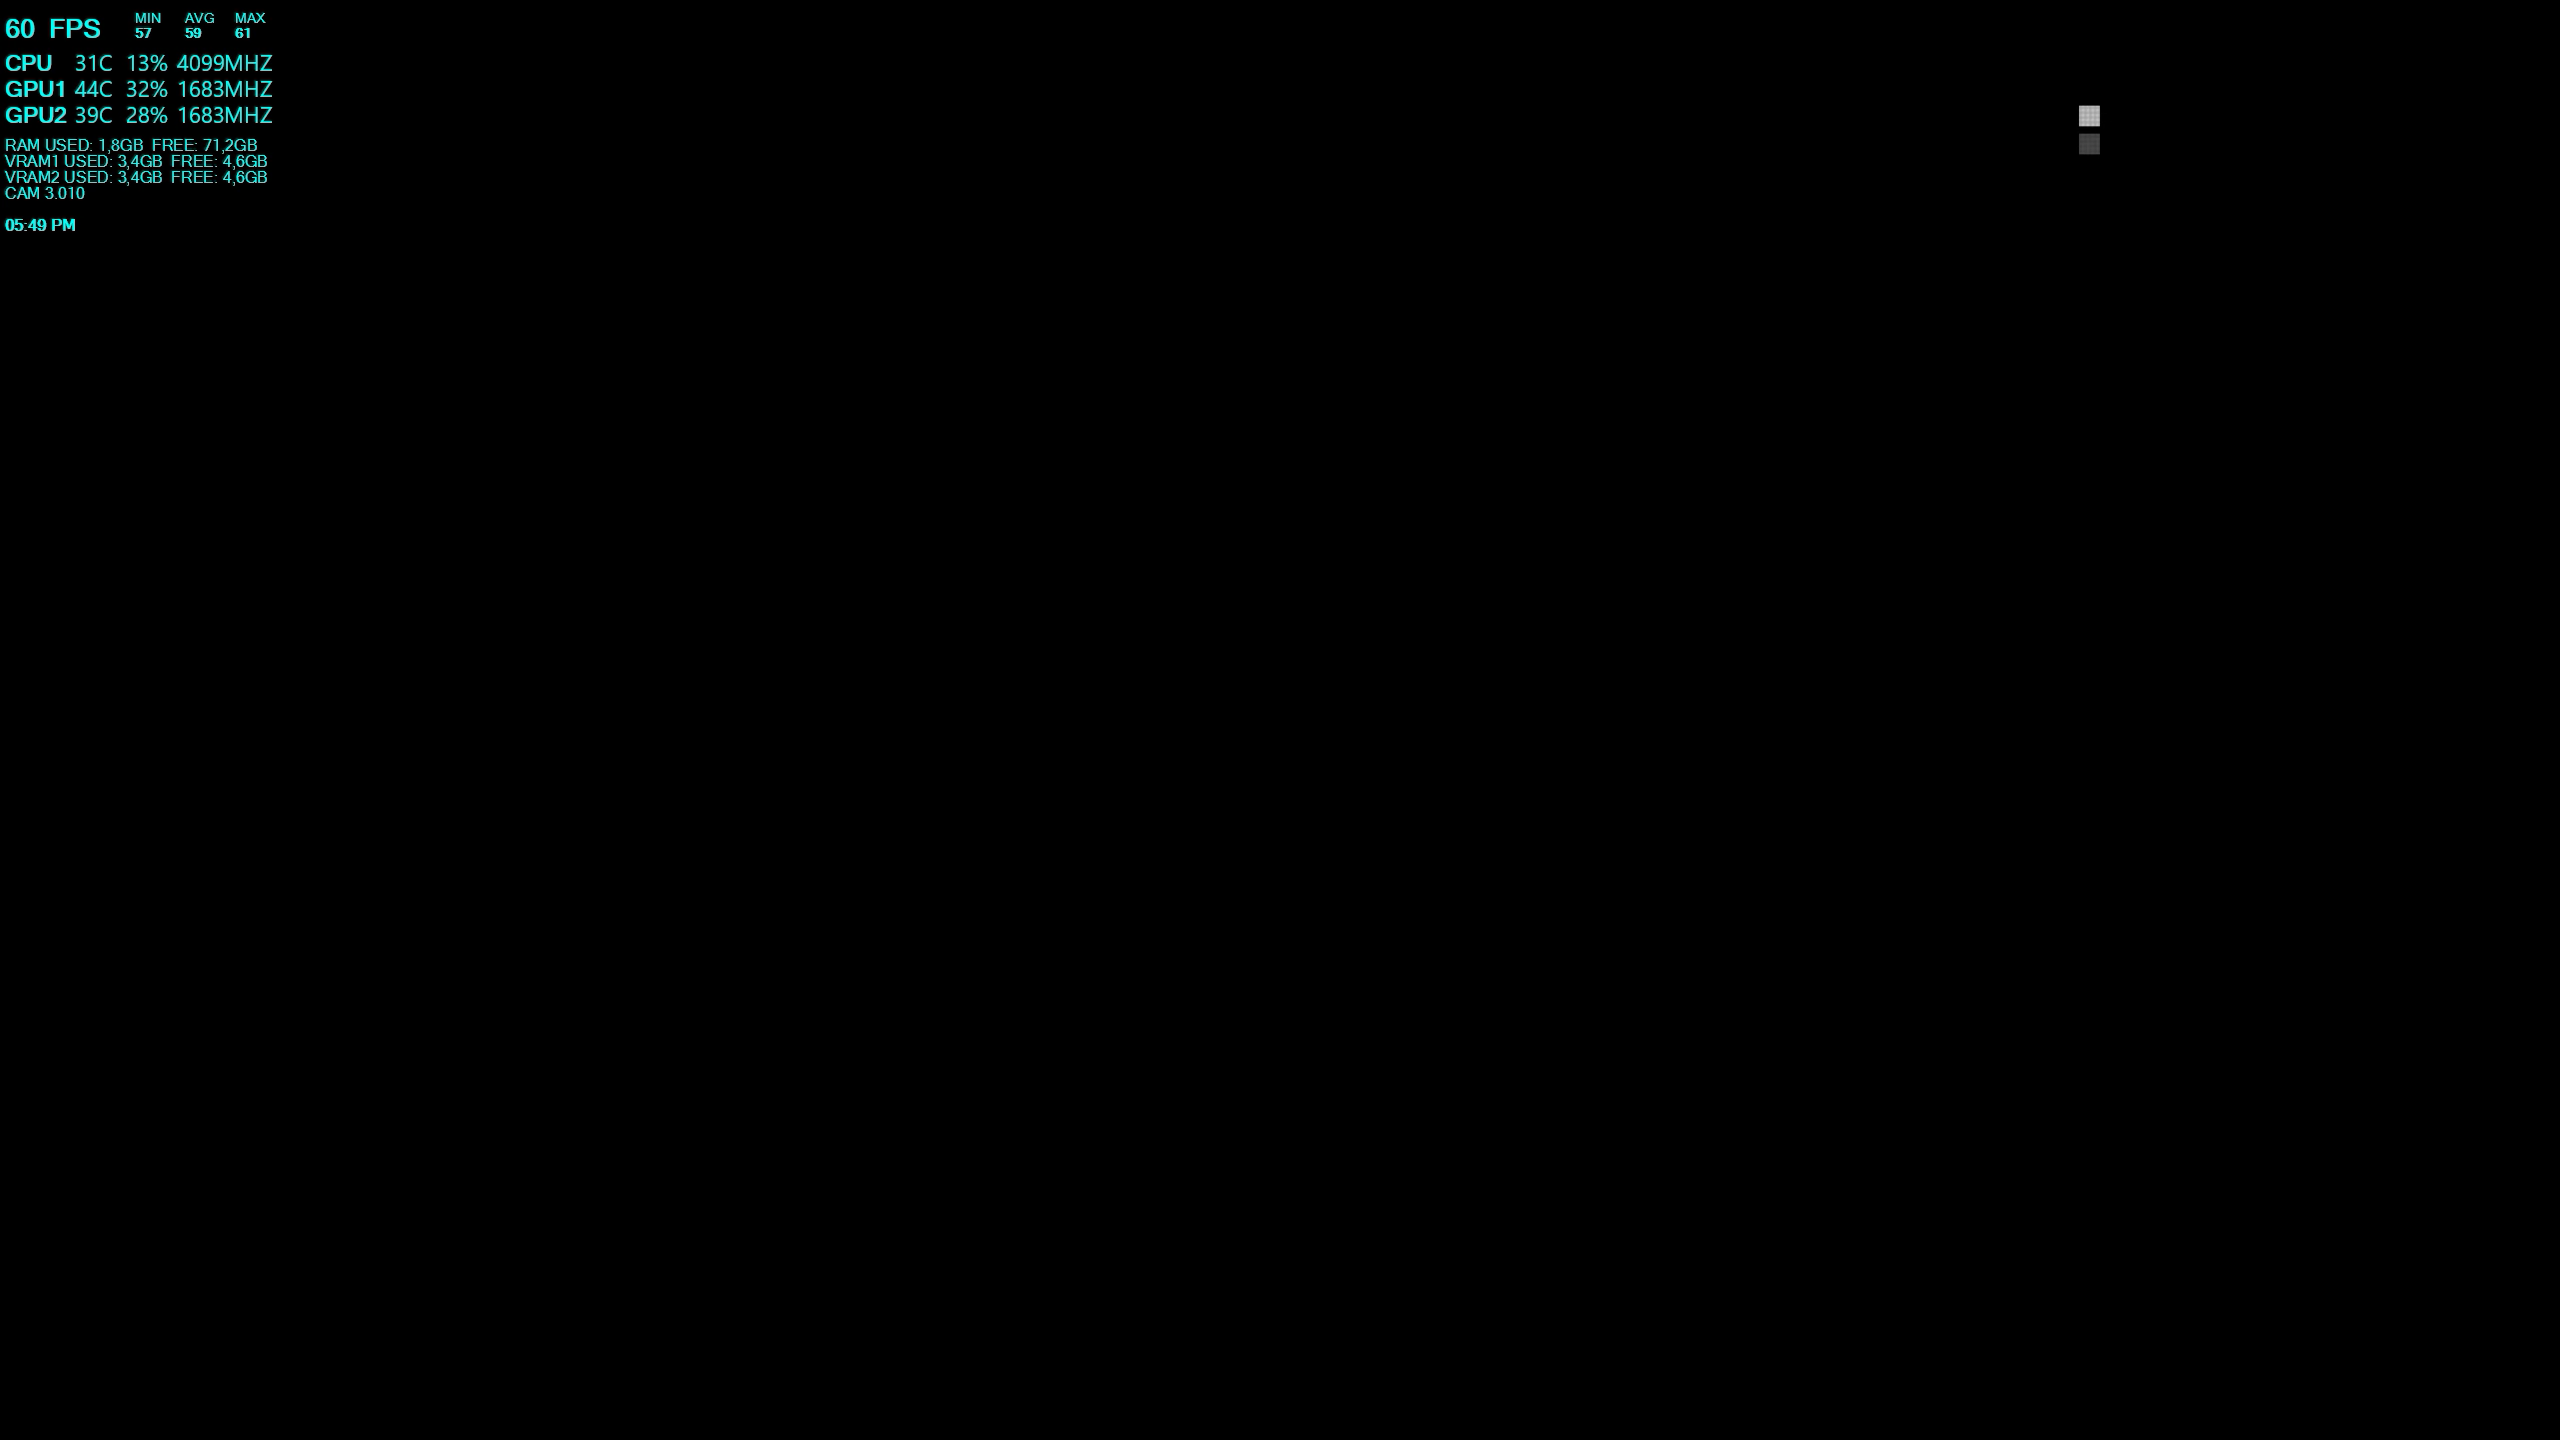 60 FPS MIN AVG MAX
57 59 61
CPU 31C 13% 4099MHZ
GPU1 44C 32% 1683MHZ
GPU2 39C 28% 1683MHZ
RAM USED: 1,8GB FREE: 71,2GB
VRAM1 USED: 3,4GB FREE: 4,6GB
VRAM2 USED: 3,4GB FREE: 4,6GB
CAM 3.010
05:49 PM